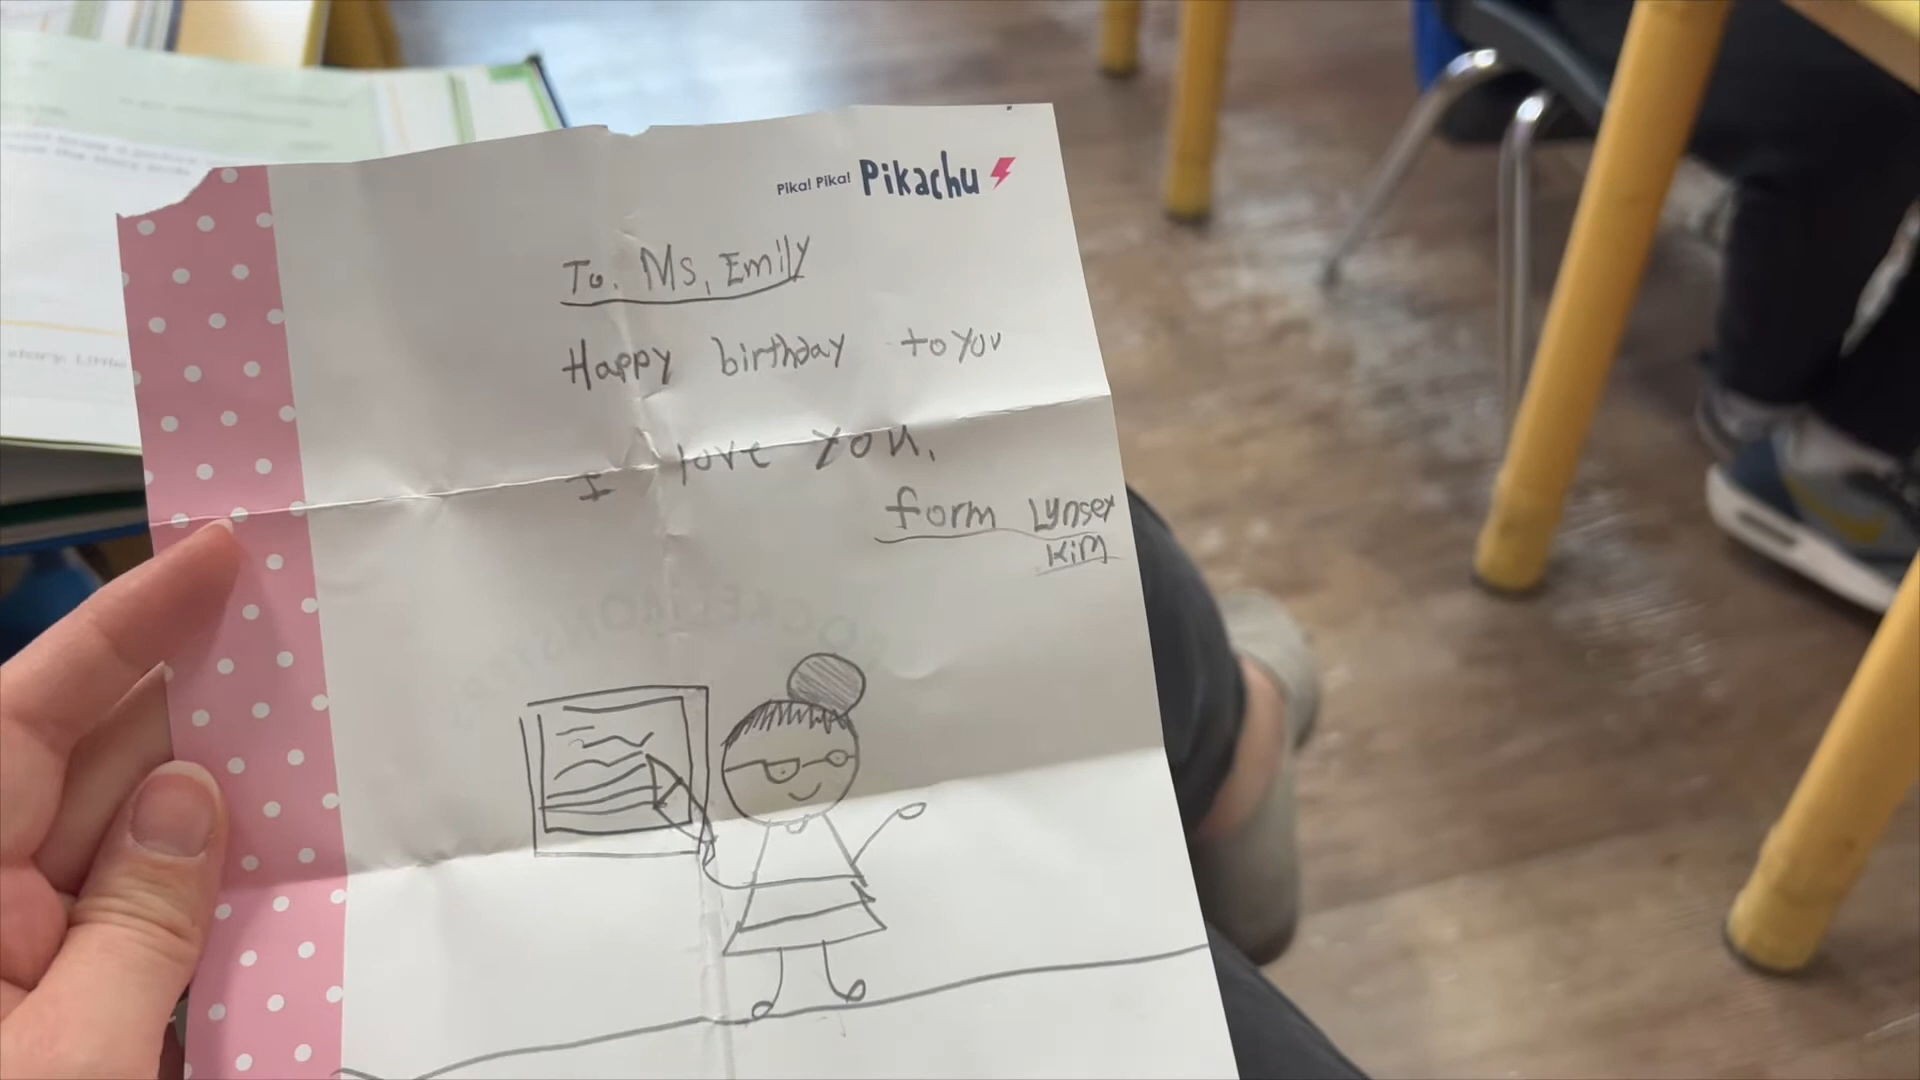 Pika! Pika! Pikachu
To. Ms, Emily
Happy birthday to you
I love you.
form Lynsey
Kim